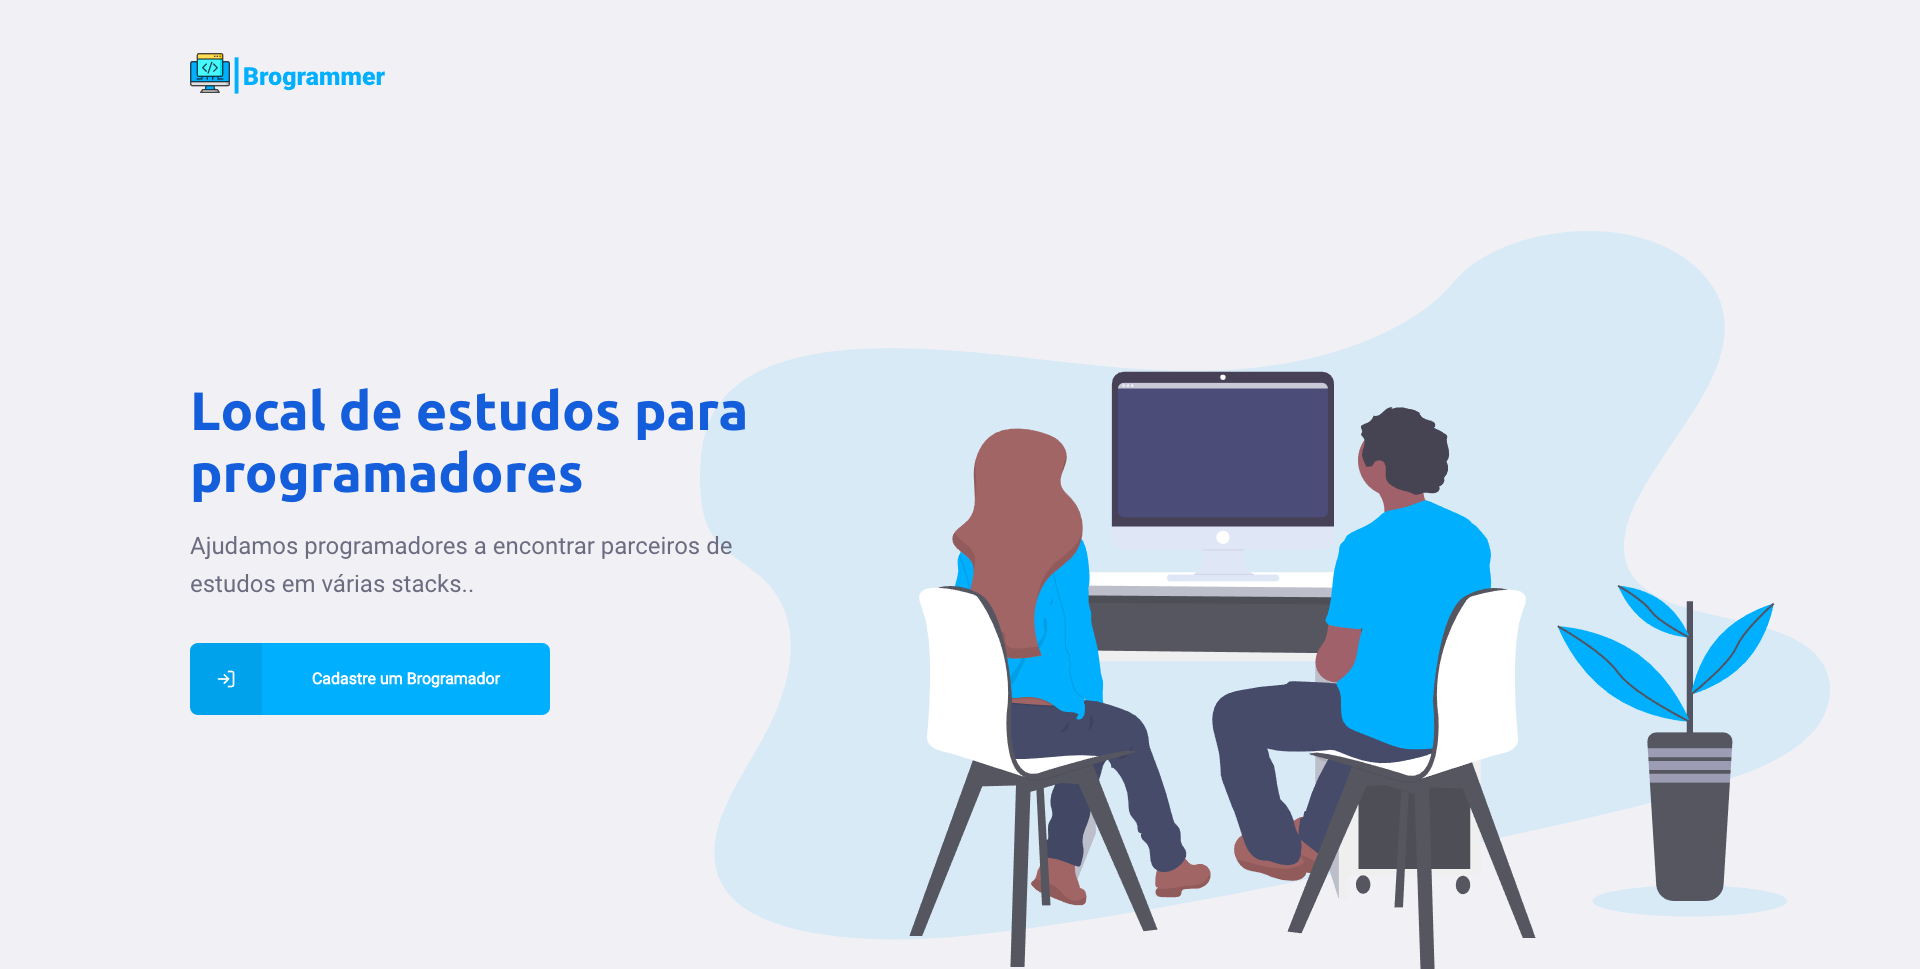 Brogrammer
Local de estudos para
programadores
Ajudamos programadores a encontrar parceiros de
estudos em várias stacks..
Cadastre um Brogramador